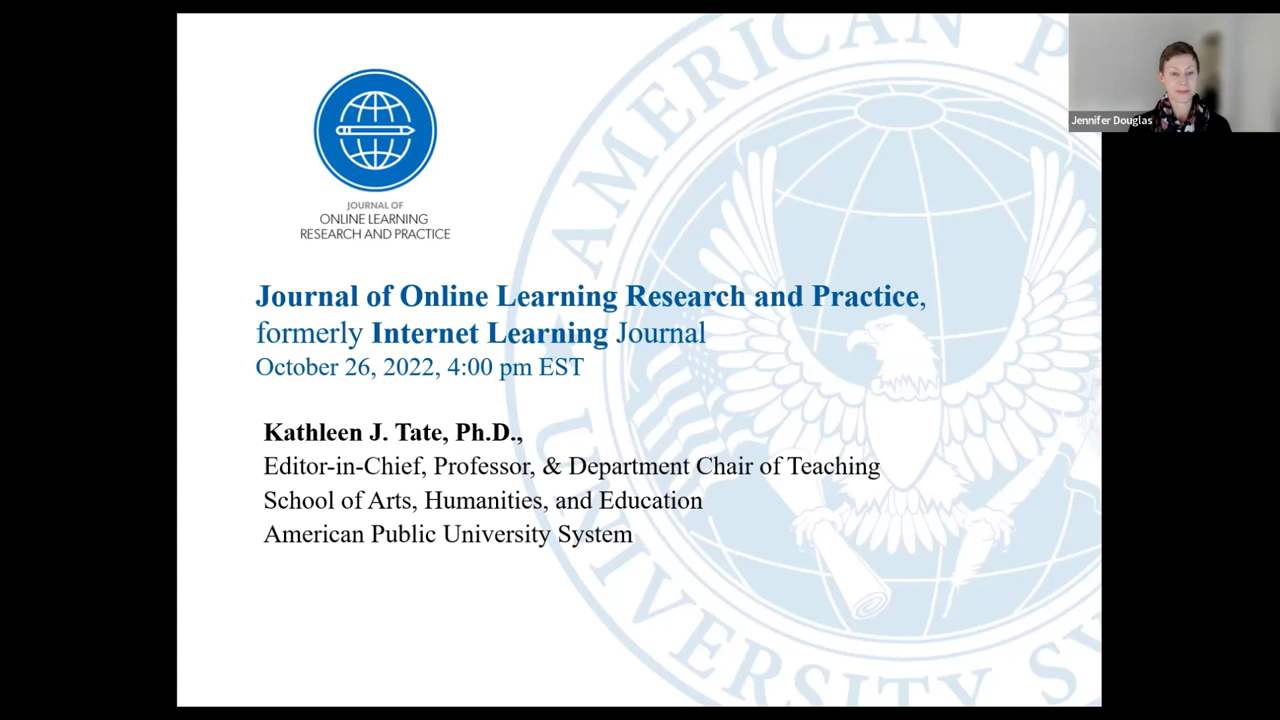 AMERICAN P
Jennifer Douglas
JOURNAL OF
ONLINE LEARNING
RESEARCH AND PRACTICE
Journal of Online Learning Research and Practice,
formerly Internet Learning Journal
October 26, 2022, 4:00 pm EST
Kathleen J. Tate, Ph.D.,
Editor-in-Chief, Professor, & Department Chair of Teaching
School of Arts, Humanities, and Education
American Public University System
UNIVERSITY SY